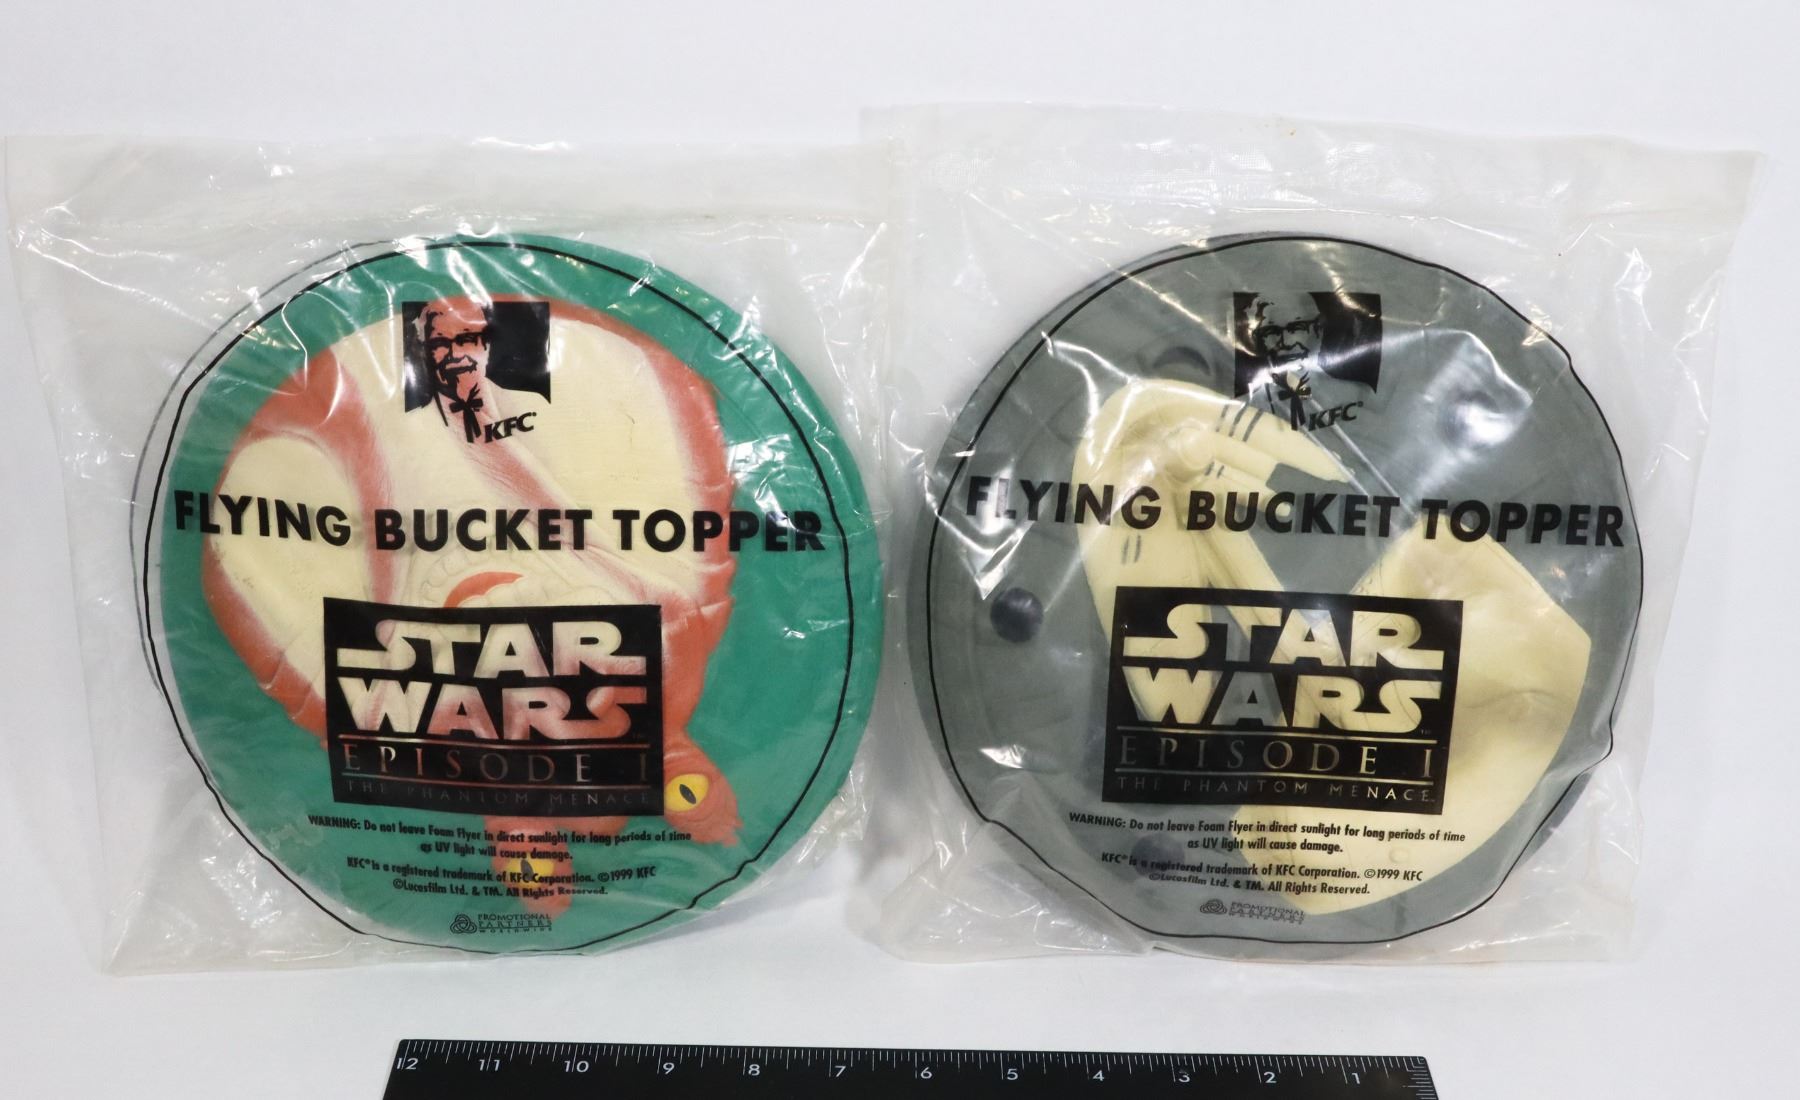 KFC®
FLYING BUCKET TOPPER
STAR
WARS
EPISODE I
THE PHANTOM MENACE
WARNING: Do not leave Foam Flyer in direct sunlight for long periods of time
as UV light will cause damage.
KFC® is a registered trademark of KFC Corporation. ©1999 KFC
©Lucasfilm Ltd. & TM. All Rights Reserved.
PROMOTIONAL
PARTNERS
WORLDWIDE
KFC®
FLYING BUCKET TOPPER
STAR
WARS
EPISODE I
THE PHANTOM MENACE
WARNING: Do not leave Foam Flyer in direct sunlight for long periods of time
as UV light will cause damage.
KFC® is a registered trademark of KFC Corporation. ©1999 KFC
©Lucasfilm Ltd. & TM. All Rights Reserved.
PROMOTIONAL
PARTNERS
WORLDWIDE
12 11 10 9 8 7 6 5 4 3 2 1